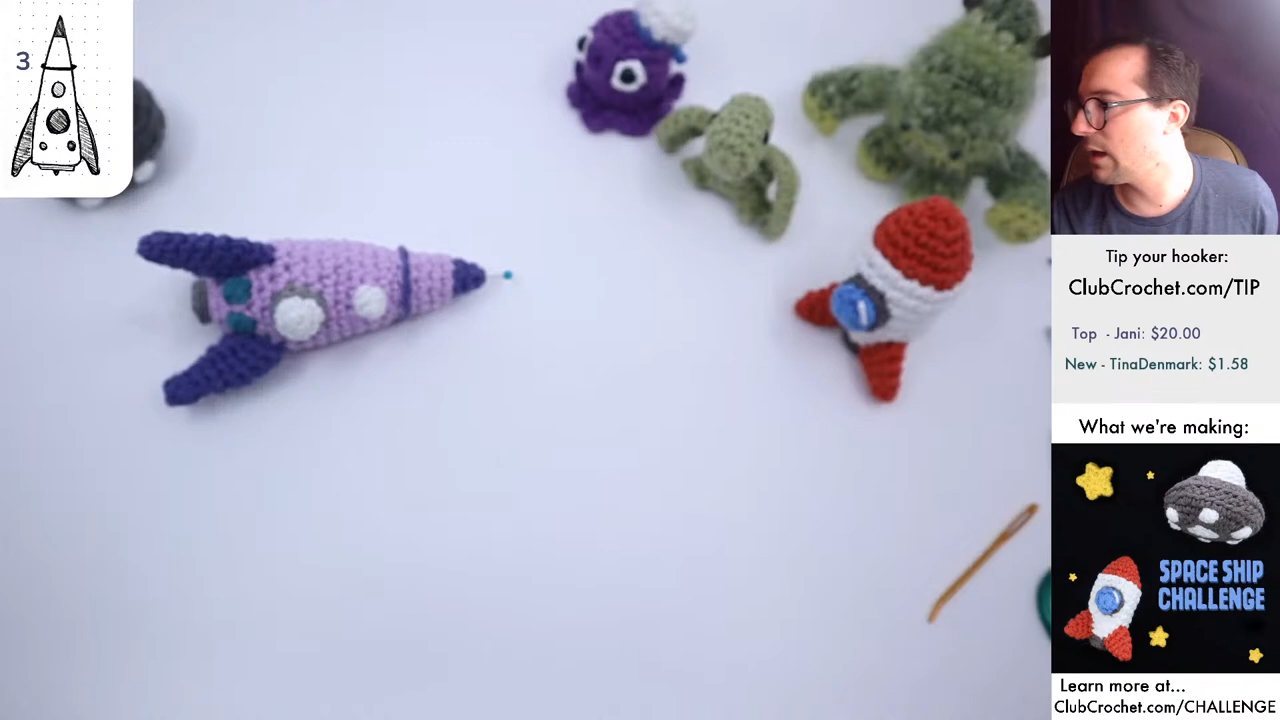 3
Tip your hooker:
ClubCrochet.com/TIP
Top - Jani: $20.00
New - TinaDenmark: $1.58
What we're making:
SPACE SHIP
CHALLENGE
Learn more at...
ClubCrochet.com/CHALLENGE